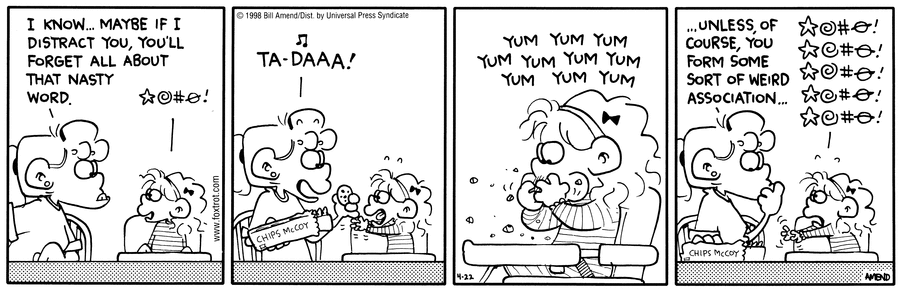 I KNOW... MAYBE IF I
DISTRACT YOU, YOU'LL
FORGET ALL ABOUT
THAT NASTY
WORD.
☆@#⊖!
www.foxtrot.com
© 1998 Bill Amend/Dist. by Universal Press Syndicate
♫
TA-DAAA!
CHIPS McCOY
YUM YUM YUM
YUM YUM YUM YUM
YUM YUM YUM
4-22
...UNLESS, OF
COURSE, YOU
FORM SOME
SORT OF WEIRD
ASSOCIATION...
☆@#⊖!
☆@#⊖!
☆@#⊖!
☆@#⊖!
☆@#⊖!
CHIPS McCOY
AMEND